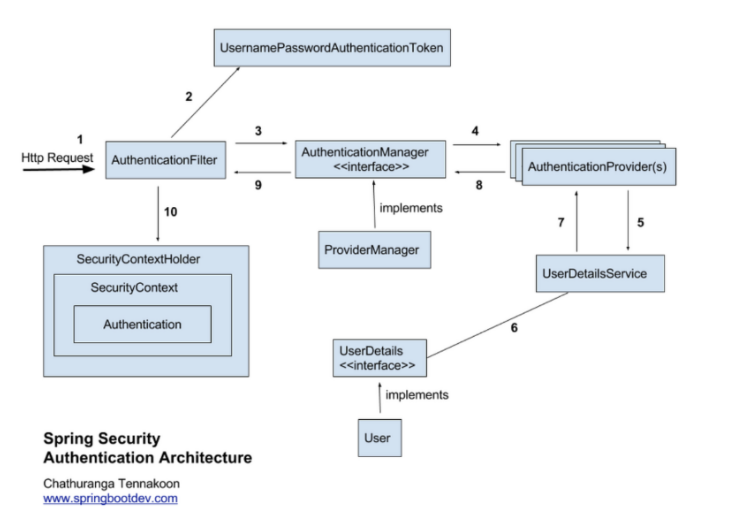 UsernamePasswordAuthenticationToken
2
1
Http Request
AuthenticationFilter
3
9
AuthenticationManager
<<interface>>
4
8
AuthenticationProvider(s)
10
implements
7
5
ProviderManager
SecurityContextHolder
SecurityContext
Authentication
UserDetailsService
6
UserDetails
<<interface>>
implements
User
Spring Security
Authentication Architecture
Chathuranga Tennakoon
www.springbootdev.com